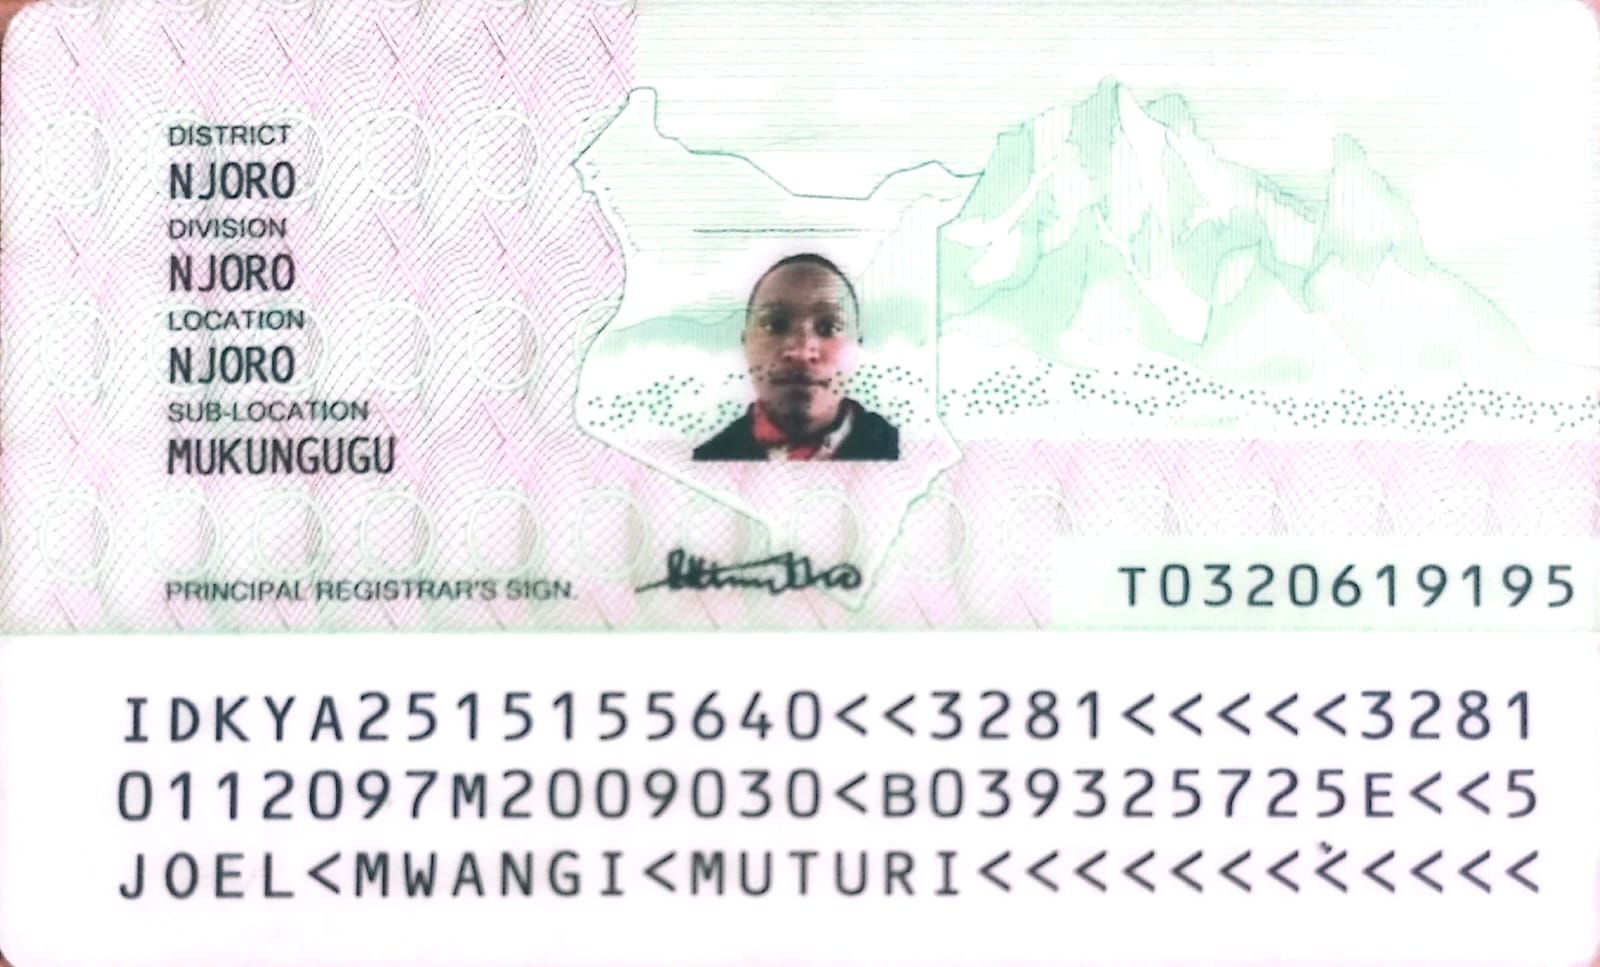 DISTRICT
NJORO
DIVISION
NJORO
LOCATION
NJORO
SUB-LOCATION
MUKUNGUGU
PRINCIPAL REGISTRAR'S SIGN.
T0320619195
IDKYA2515155640<<3281<<<<<3281
0112097M2009030<B039325725E<<5
JOEL<MWANGI<MUTURI<<<<<<<<<<<<